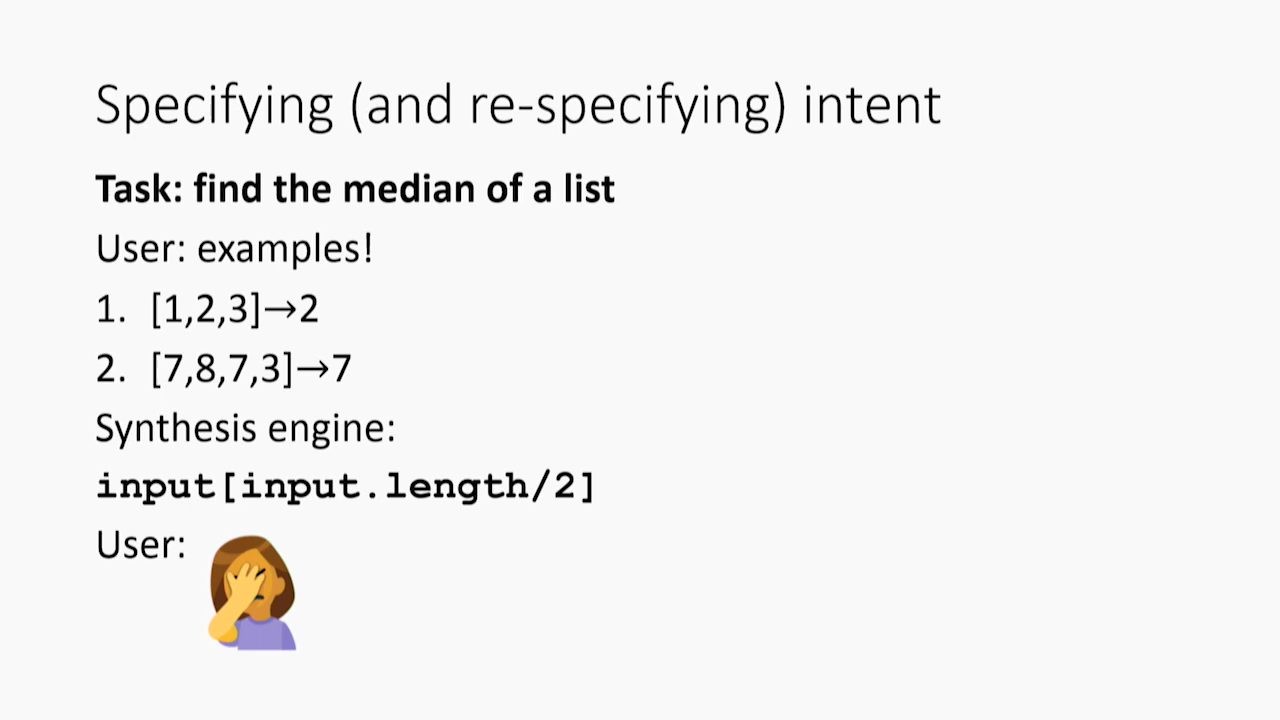 Specifying (and re-specifying) intent
Task: find the median of a list
User: examples!
1. [1,2,3]→2
2. [7,8,7,3]→7
Synthesis engine:
input[input.length/2]
User: